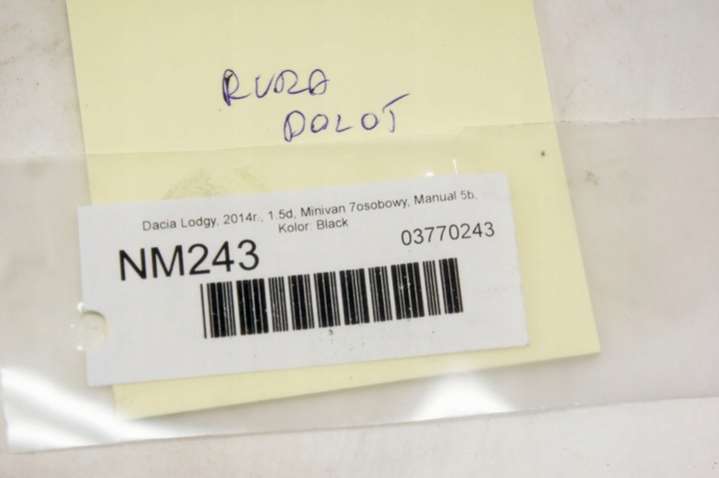 RURA
DOLOT
Dacia Lodgy, 2014r., 1.5d, Minivan 7osobowy, Manual 5b,
Kolor: Black
NM243
03770243